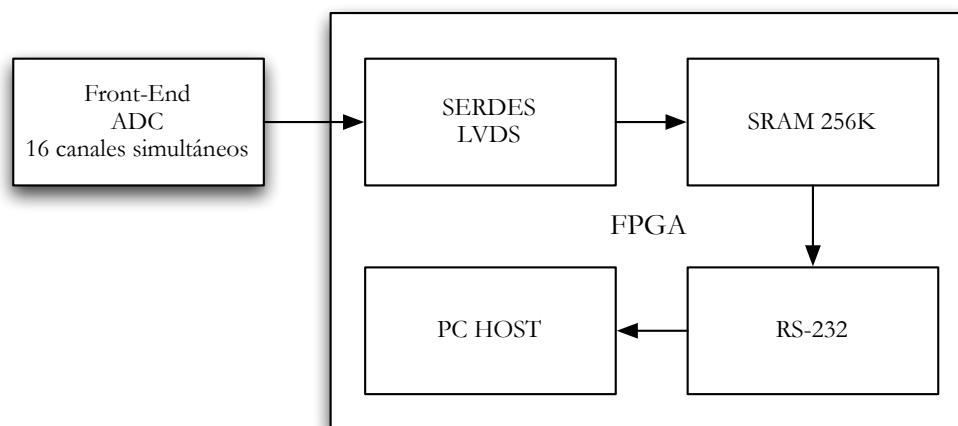 Front-End
ADC
16 canales simultáneos
SERDES
LVDS
SRAM 256K
FPGA
PC HOST
RS-232